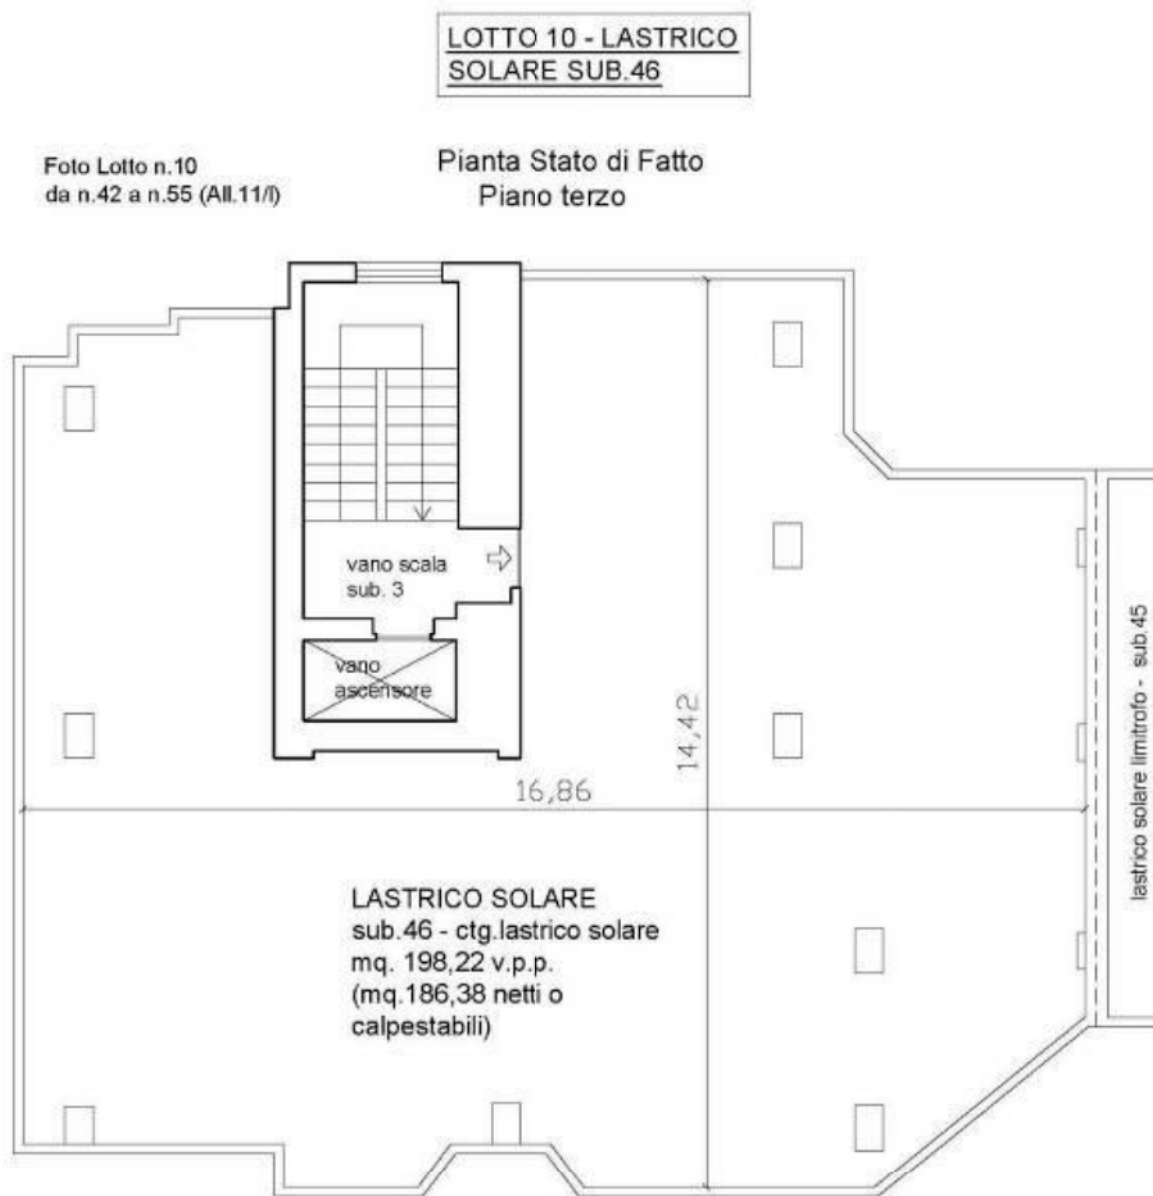 LOTTO 10 - LASTRICO
SOLARE SUB.46
Foto Lotto n.10
da n.42 a n.55 (All.11/l)
Pianta Stato di Fatto
Piano terzo
vano scala
sub. 3
vano
ascensore
14,42
16,86
lastrico solare limitrofo - sub.45
LASTRICO SOLARE
sub.46 - ctg.lastrico solare
mq. 198,22 v.p.p.
(mq.186,38 netti o
calpestabili)